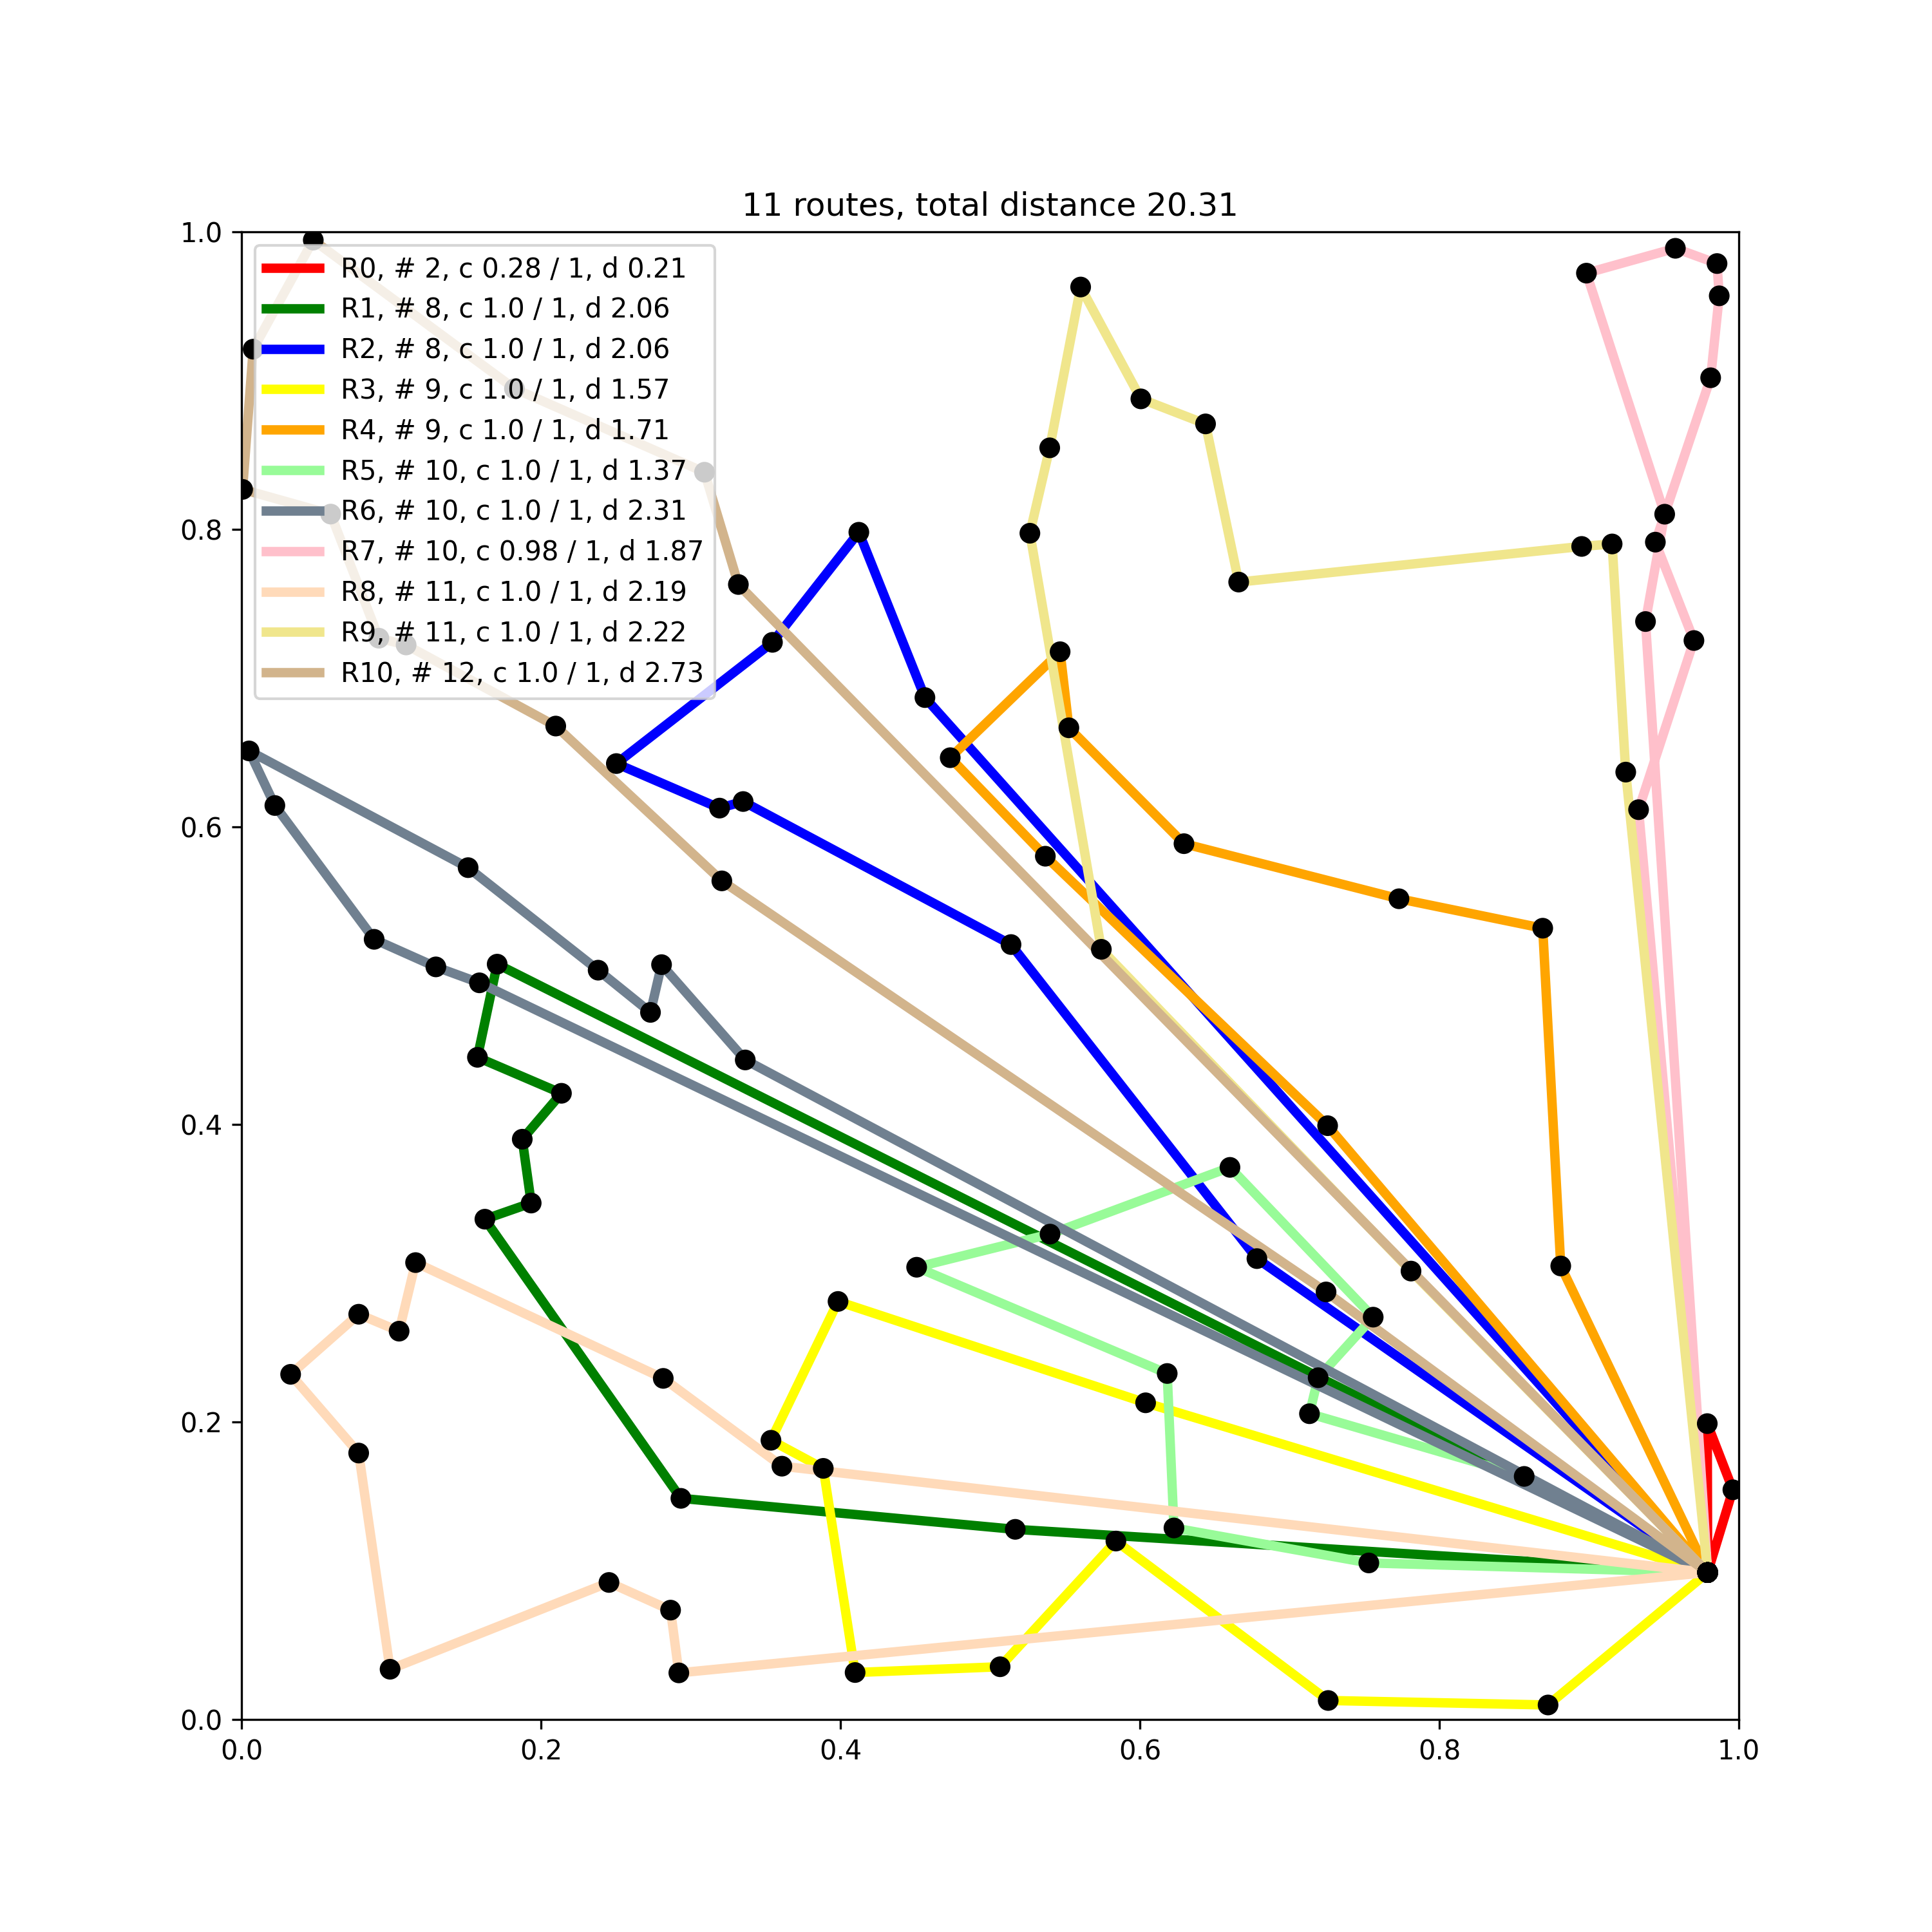 11 routes, total distance 20.31
1.0
R0, # 2, c 0.28 / 1, d 0.21
R1, # 8, c 1.0 / 1, d 2.06
R2, # 8, c 1.0 / 1, d 2.06
R3, # 9, c 1.0 / 1, d 1.57
R4, # 9, c 1.0 / 1, d 1.71
R5, # 10, c 1.0 / 1, d 1.37
R6, # 10, c 1.0 / 1, d 2.31
R7, # 10, c 0.98 / 1, d 1.87
R8, # 11, c 1.0 / 1, d 2.19
R9, # 11, c 1.0 / 1, d 2.22
R10, # 12, c 1.0 / 1, d 2.73
0.8
0.6
0.4
0.2
0.0
0.0 0.2 0.4 0.6 0.8 1.0